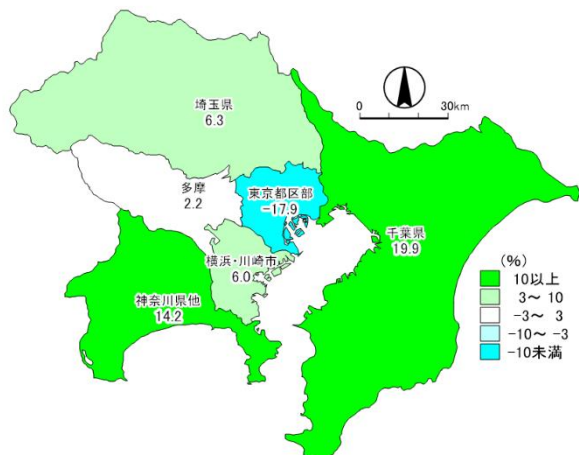 埼玉県
6.3
0
30km
多摩
2.2
東京都区部
-17.9
千葉県
19.9
横浜・川崎市
6.0
神奈川県他
14.2
(%)
10以上
3～ 10
-3～ 3
-10～ -3
-10未満